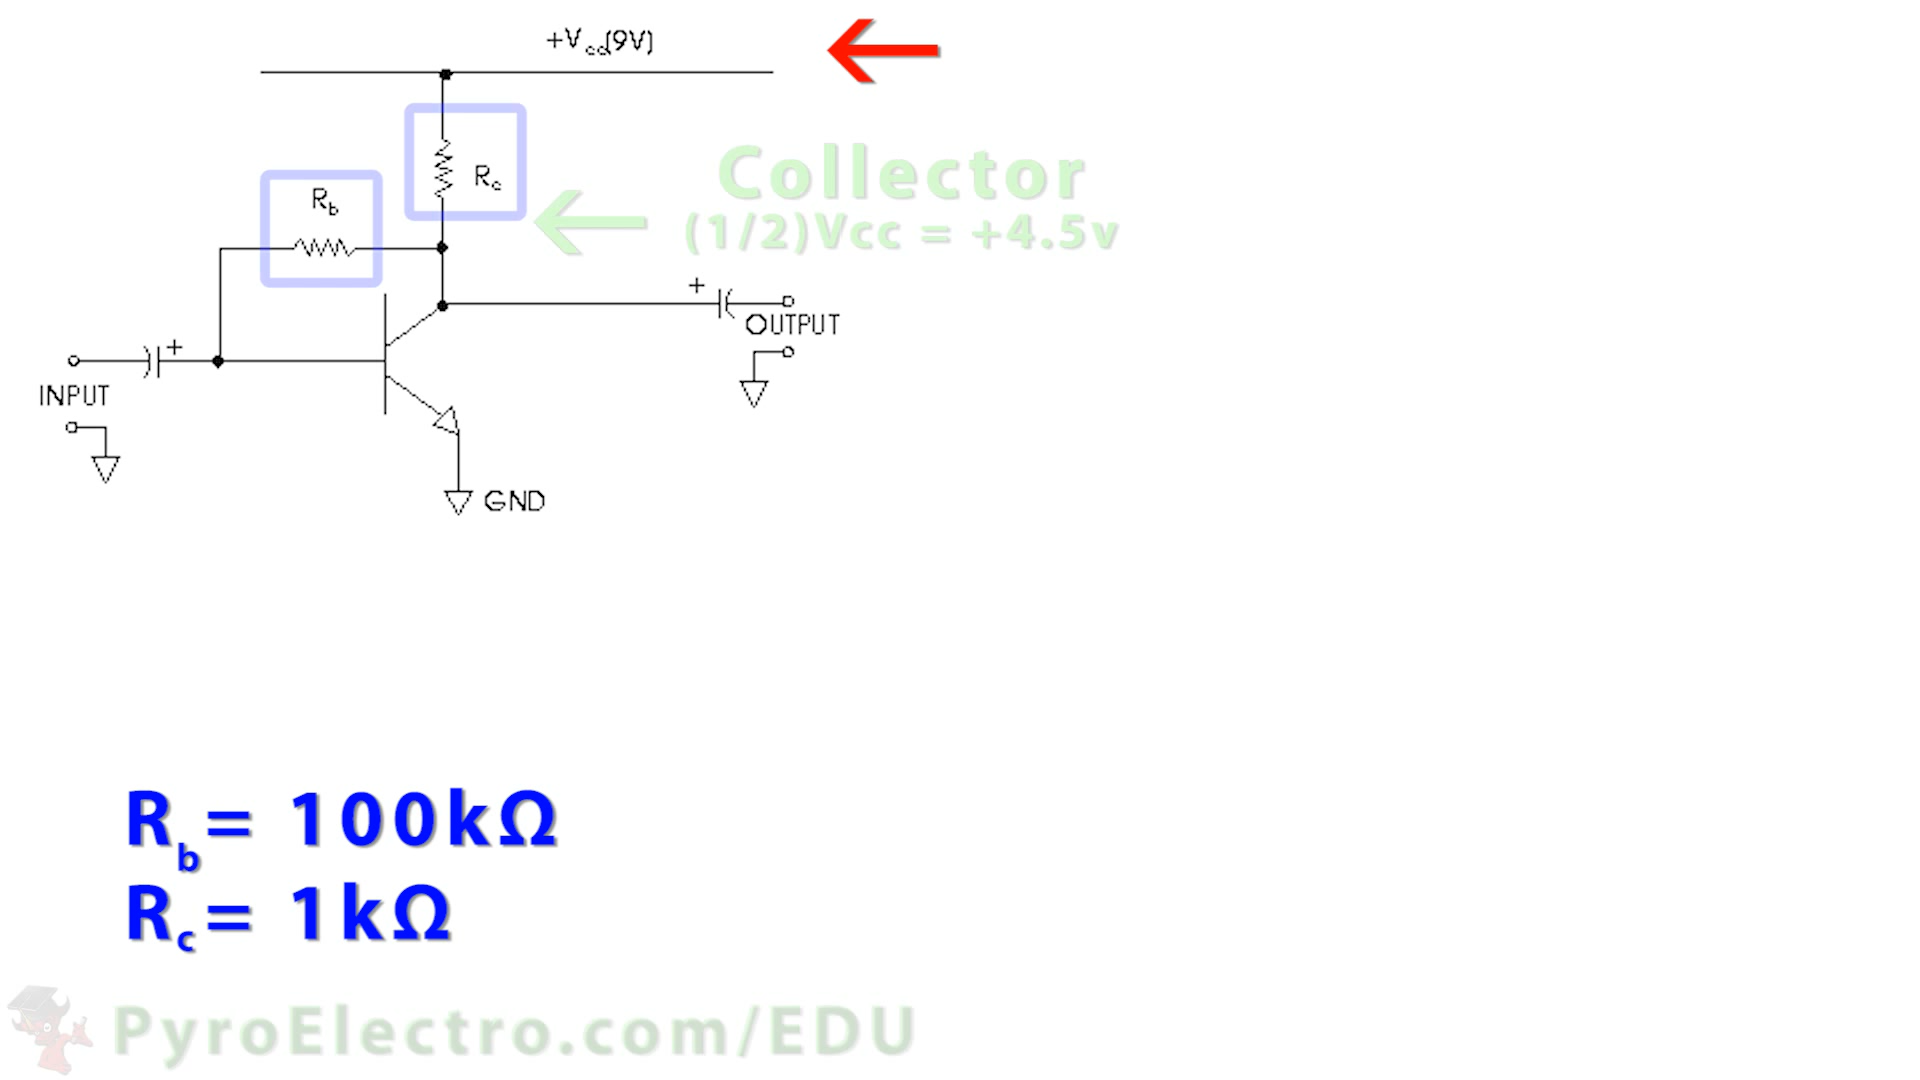 +Vcc(9V)
Rc
Collector
(1/2)Vcc = +4.5v
Rb
+
OUTPUT
+
INPUT
GND
Rb= 100kΩ
Rc= 1kΩ
PyroElectro.com/EDU